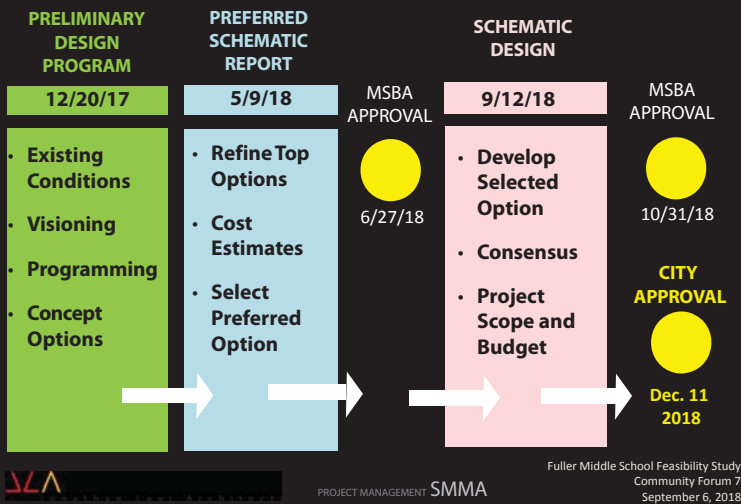 PRELIMINARY
DESIGN
PROGRAM
12/20/17
• Existing
Conditions
• Visioning
• Programming
• Concept
Options
PREFERRED
SCHEMATIC
REPORT
5/9/18
• Refine Top
Options
• Cost
Estimates
• Select
Preferred
Option
MSBA
APPROVAL
6/27/18
SCHEMATIC
DESIGN
9/12/18
• Develop
Selected
Option
• Consensus
• Project
Scope and
Budget
MSBA
APPROVAL
10/31/18
CITY
APPROVAL
Dec. 11
2018
PROJECT MANAGEMENT SMMA
Fuller Middle School Feasibility Study
Community Forum 7
September 6, 2018